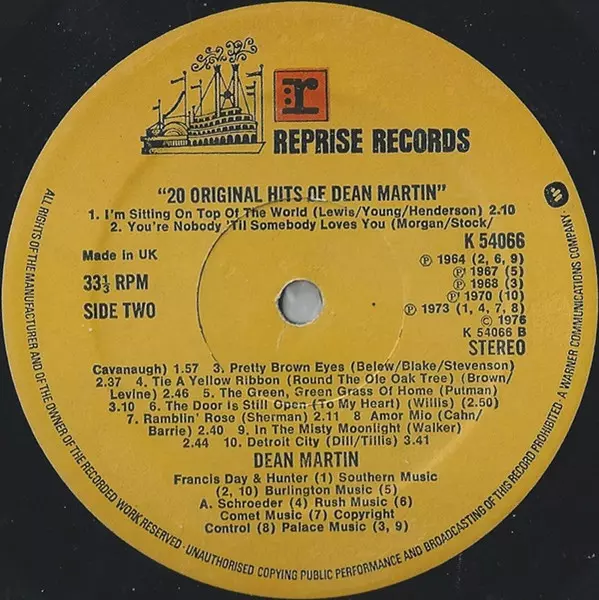 r
REPRISE RECORDS
"20 ORIGINAL HITS OF DEAN MARTIN"
1. I'm Sitting On Top Of The World (Lewis/Young/Henderson) 2.10
2. You're Nobody 'Til Somebody Loves You (Morgan/Stock/
Made in UK
33⅓ RPM
SIDE TWO
K 54066
Ⓟ 1964 (2, 6, 9)
Ⓟ 1967 (5)
Ⓟ 1968 (3)
Ⓟ 1970 (10)
Ⓟ 1973 (1, 4, 7, 8)
© 1976
K 54066 B
STEREO
Cavanaugh) 1.57 3. Pretty Brown Eyes (Belew/Blake/Stevenson)
2.37 4. Tie A Yellow Ribbon (Round The Ole Oak Tree) (Brown/
Levine) 2.46 5. The Green, Green Grass Of Home (Putman)
3.10 6. The Door Is Still Open (To My Heart) (Willis) (2.50)
7. Ramblin' Rose (Sherman) 2.11 8 Amor Mio (Cahn/
Barrie) 2.40 9. In the Misty Moonlight (Walker)
2.44 10. Detroit City (Dill/Tillis) 3.41
DEAN MARTIN
Francis Day & Hunter (1) Southern Music
(2, 10) Burlington Music (5)
A. Schroeder (4) Rush Music (6)
Comet Music (7) Copyright
Control (8) Palace Music (3, 9)
ALL RIGHTS OF THE MANUFACTURER AND OF THE OWNER OF THE RECORDED WORK RESERVED · UNAUTHORISED COPYING PUBLIC PERFORMANCE AND BROADCASTING OF THIS RECORD PROHIBITED · A WARNER COMMUNICATIONS COMPANY.